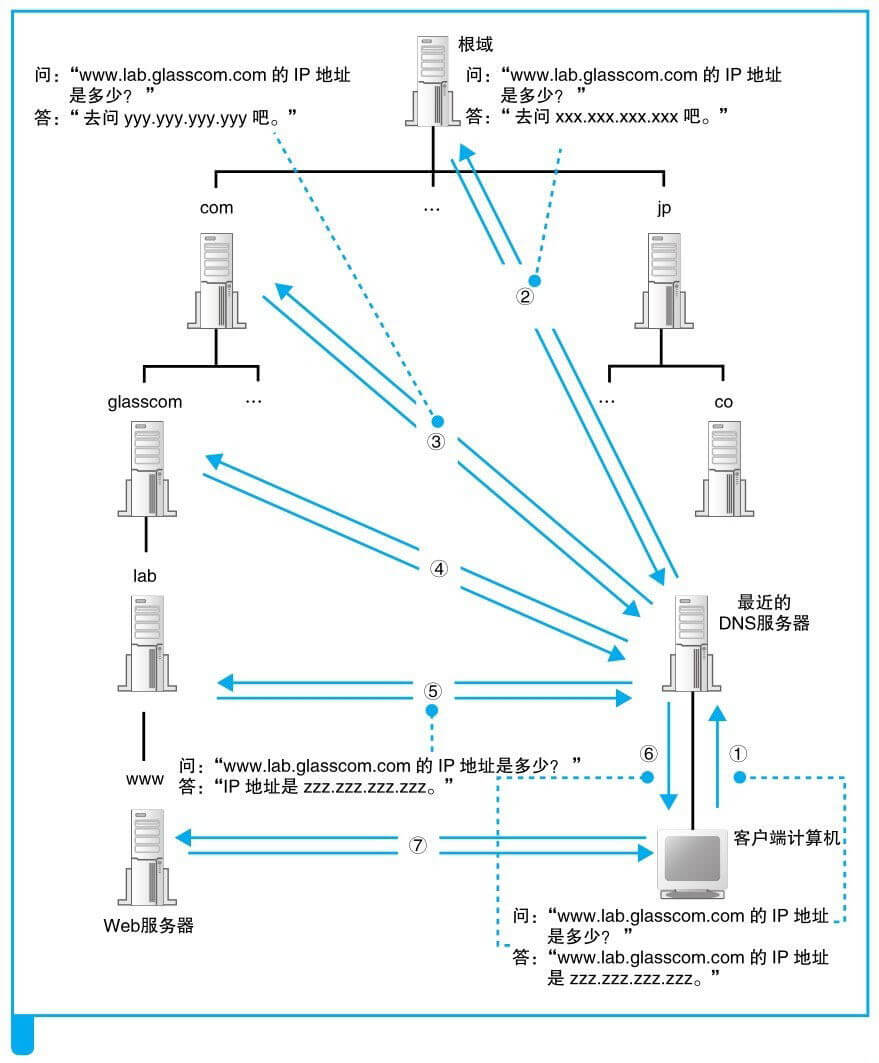 根域
问：“www.lab.glasscom.com 的 IP 地址
是多少？ ”
答：“ 去问 yyy.yyy.yyy.yyy 吧。”
问：“www.lab.glasscom.com 的 IP 地址
是多少？ ”
答：“ 去问 xxx.xxx.xxx.xxx 吧。”
com
…
jp
②
glasscom
…
…
co
③
④
lab
最近的
DNS服务器
⑤
⑥
①
www
问：“www.lab.glasscom.com 的 IP 地址是多少？ ”
答：“IP 地址是 zzz.zzz.zzz.zzz。”
⑦
客户端计算机
Web服务器
问：“www.lab.glasscom.com 的 IP 地址
是多少？ ”
答：“www.lab.glasscom.com 的 IP 地址
是 zzz.zzz.zzz.zzz。”